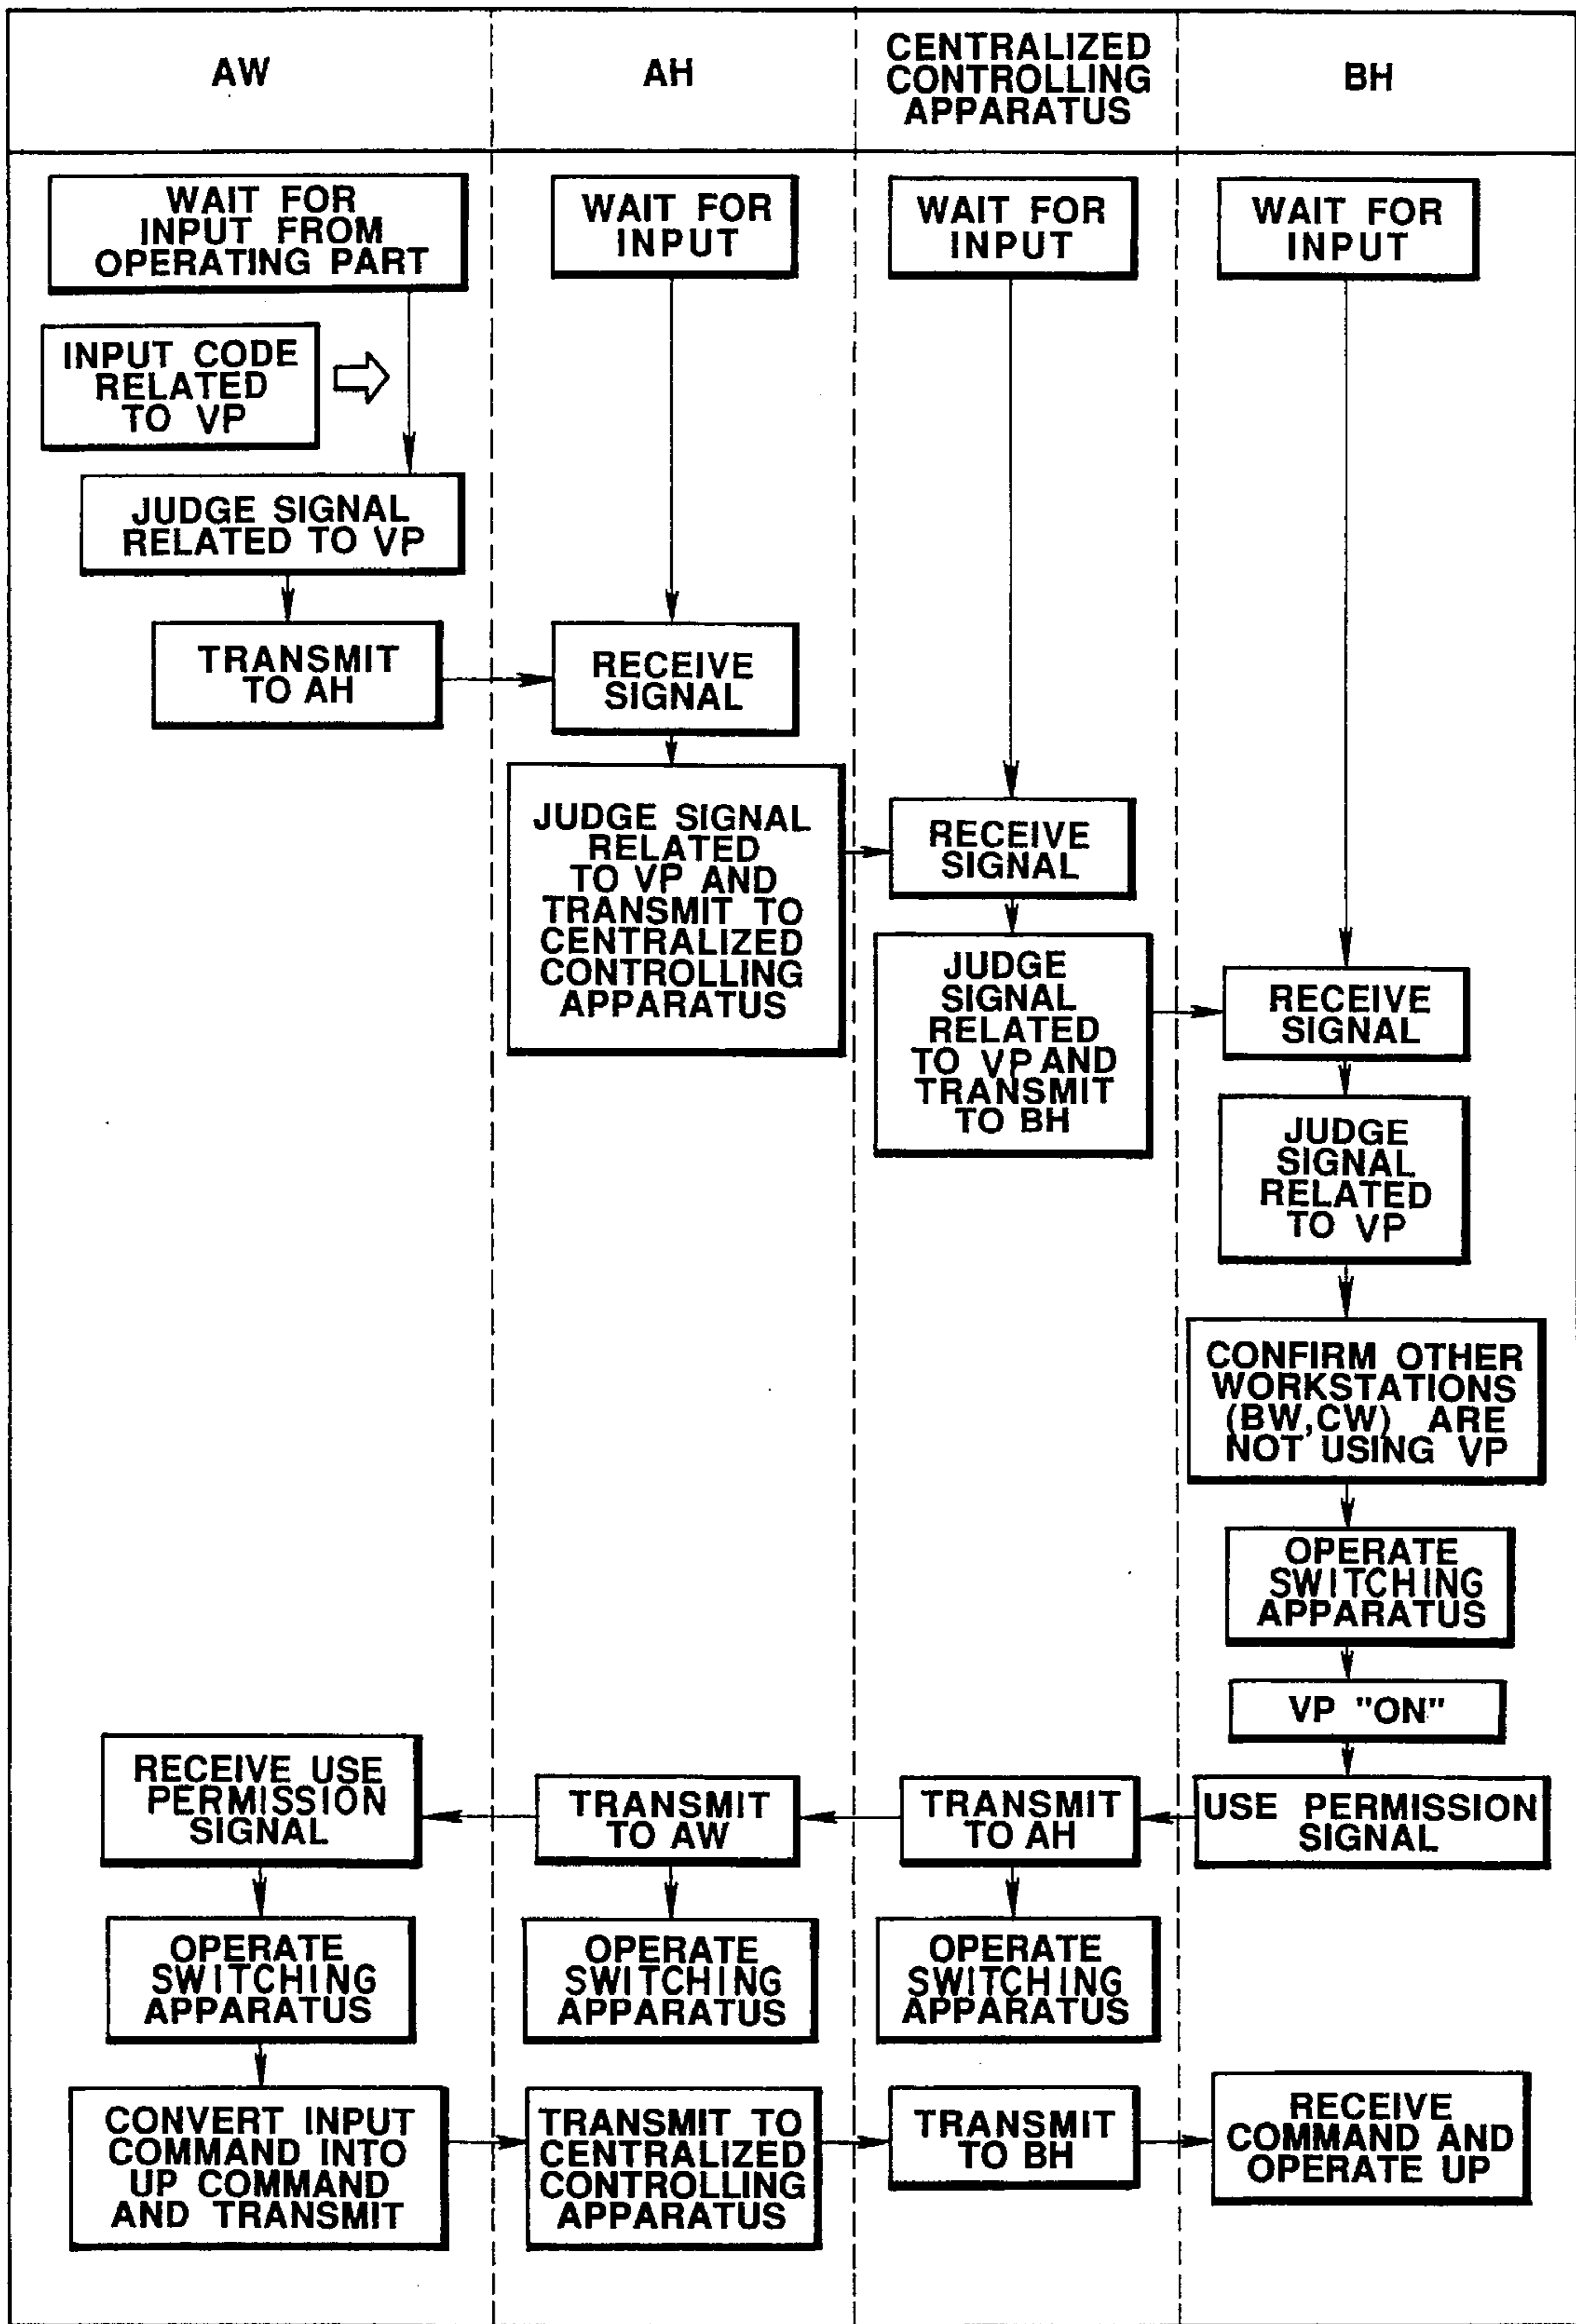 AW
AH
CENTRALIZED
CONTROLLING
APPARATUS
BH
WAIT FOR
INPUT FROM
OPERATING PART
WAIT FOR
INPUT
WAIT FOR
INPUT
WAIT FOR
INPUT
INPUT CODE
RELATED
TO VP
JUDGE SIGNAL
RELATED TO VP
TRANSMIT
TO AH
RECEIVE
SIGNAL
JUDGE SIGNAL
RELATED
TO VP AND
TRANSMIT TO
CENTRALIZED
CONTROLLING
APPARATUS
RECEIVE
SIGNAL
JUDGE
SIGNAL
RELATED
TO VP AND
TRANSMIT
TO BH
RECEIVE
SIGNAL
JUDGE
SIGNAL
RELATED
TO VP
CONFIRM OTHER
WORKSTATIONS
(BW,CW) ARE
NOT USING VP
OPERATE
SWITCHING
APPARATUS
VP "ON"
USE PERMISSION
SIGNAL
TRANSMIT
TO AH
TRANSMIT
TO AW
RECEIVE USE
PERMISSION
SIGNAL
OPERATE
SWITCHING
APPARATUS
OPERATE
SWITCHING
APPARATUS
OPERATE
SWITCHING
APPARATUS
CONVERT INPUT
COMMAND INTO
UP COMMAND
AND TRANSMIT
TRANSMIT TO
CENTRALIZED
CONTROLLING
APPARATUS
TRANSMIT
TO BH
RECEIVE
COMMAND AND
OPERATE UP